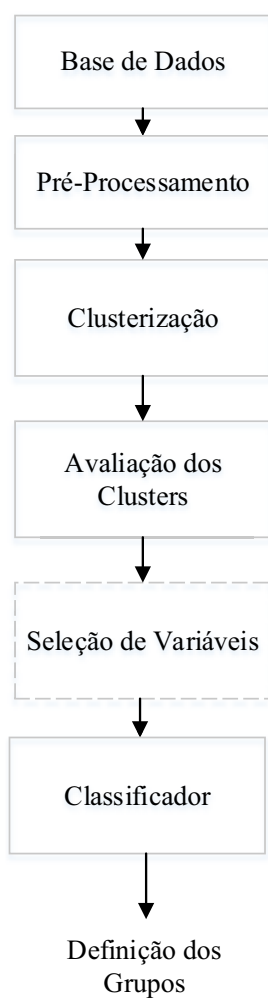 Base de Dados
Pré-Processamento
Clusterização
Avaliação dos
Clusters
Seleção de Variáveis
Classificador
Definição dos
Grupos